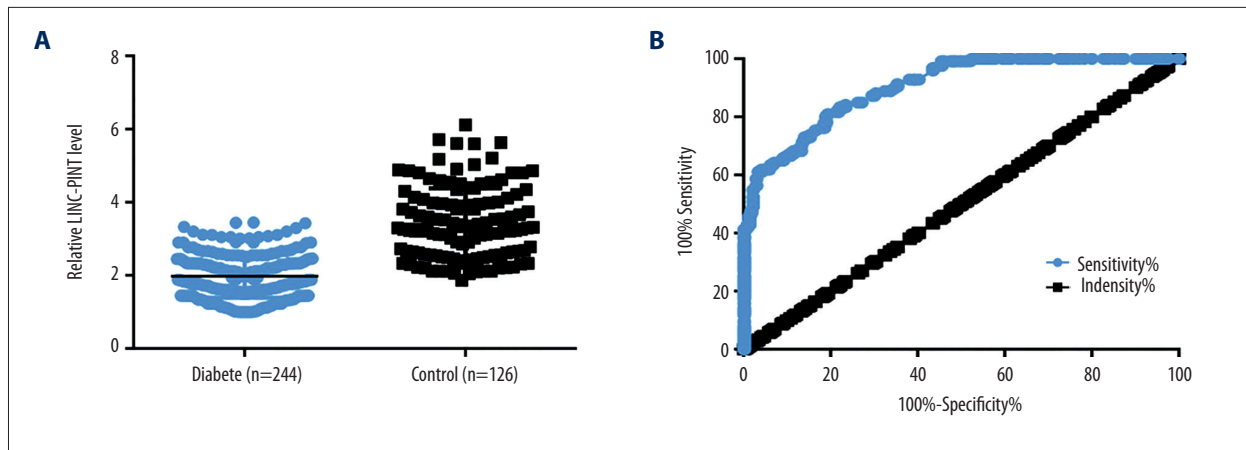 A
Relative LINC-PINT level
8
6
4
2
0
Diabete (n=244)
Control (n=126)
B
100% Sensitivity
100
80
60
40
20
0
Sensitivity%
Indensity%
0
20
40
60
80
100
100%-Specificity%